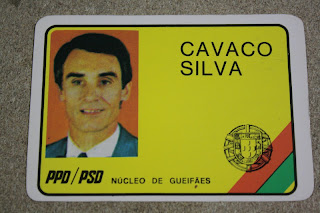 CAVACO
SILVA
PPD/PSD NÚCLEO DE GUEIFÃES